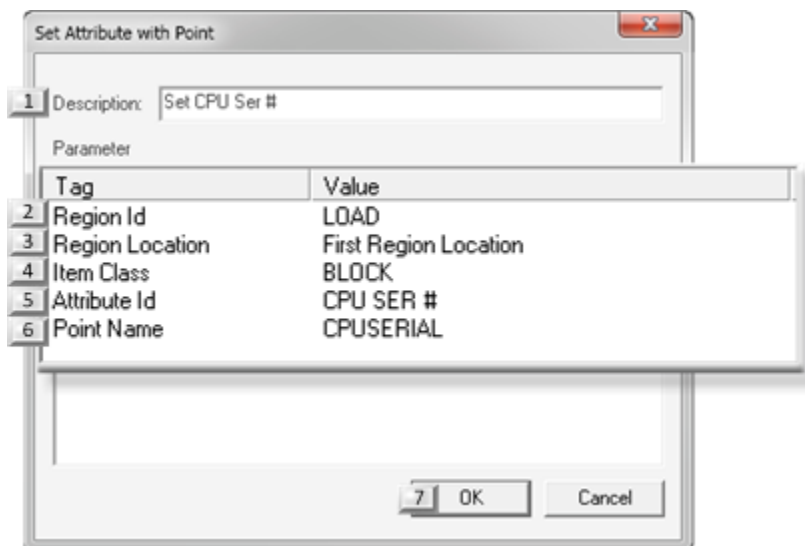 Set Attribute with Point
1 Description: Set CPU Ser #
Parameter
Tag Value
2 Region Id LOAD
3 Region Location First Region Location
4 Item Class BLOCK
5 Attribute Id CPU SER #
6 Point Name CPUSERIAL
7 OK Cancel